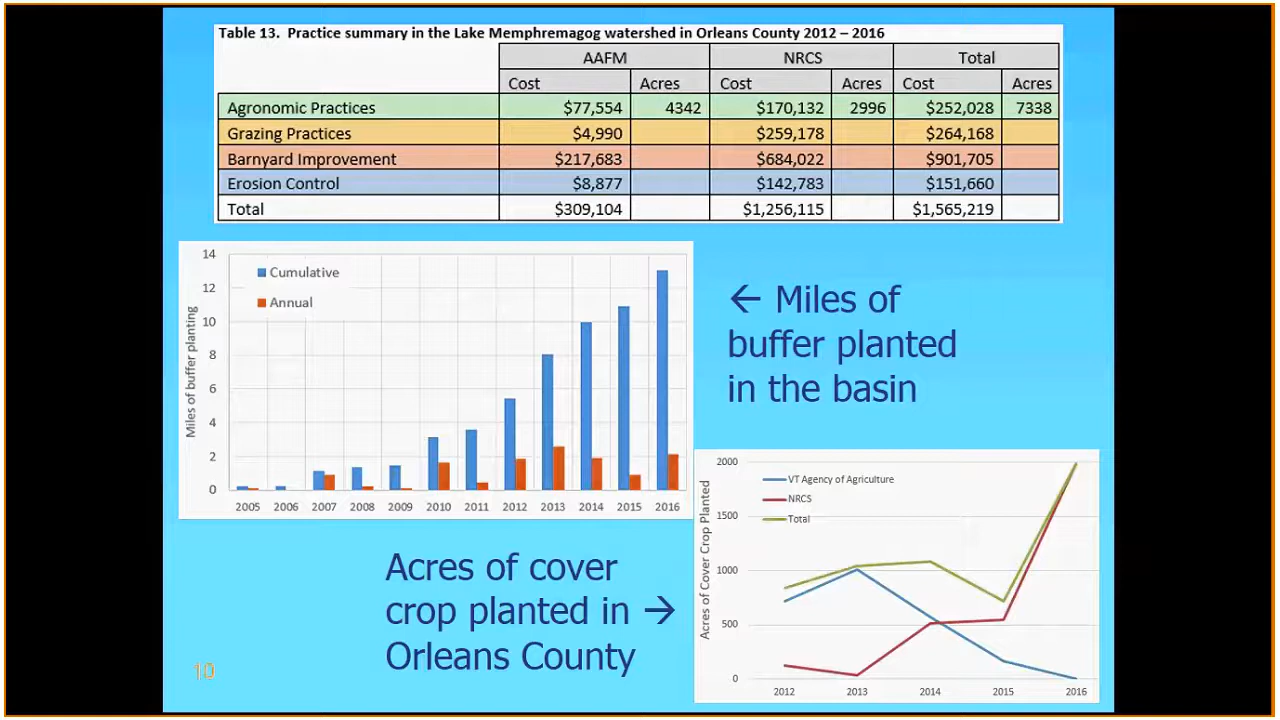 Table 13. Practice summary in the Lake Memphremagog watershed in Orleans County 2012 – 2016
AAFM NRCS Total
Cost Acres Cost Acres Cost Acres
Agronomic Practices $77,554 4342 $170,132 2996 $252,028 7338
Grazing Practices $4,990 $259,178 $264,168
Barnyard Improvement $217,683 $684,022 $901,705
Erosion Control $8,877 $142,783 $151,660
Total $309,104 $1,256,115 $1,565,219
Miles of buffer planting
14
12
10
8
6
4
2
0
Cumulative
Annual
2005 2006 2007 2008 2009 2010 2011 2012 2013 2014 2015 2016
← Miles of
buffer planted
in the basin
Acres of cover
crop planted in →
Orleans County
Acres of Cover Crop Planted
2000
1500
1000
500
0
VT Agency of Agriculture
NRCS
Total
2012 2013 2014 2015 2016
10